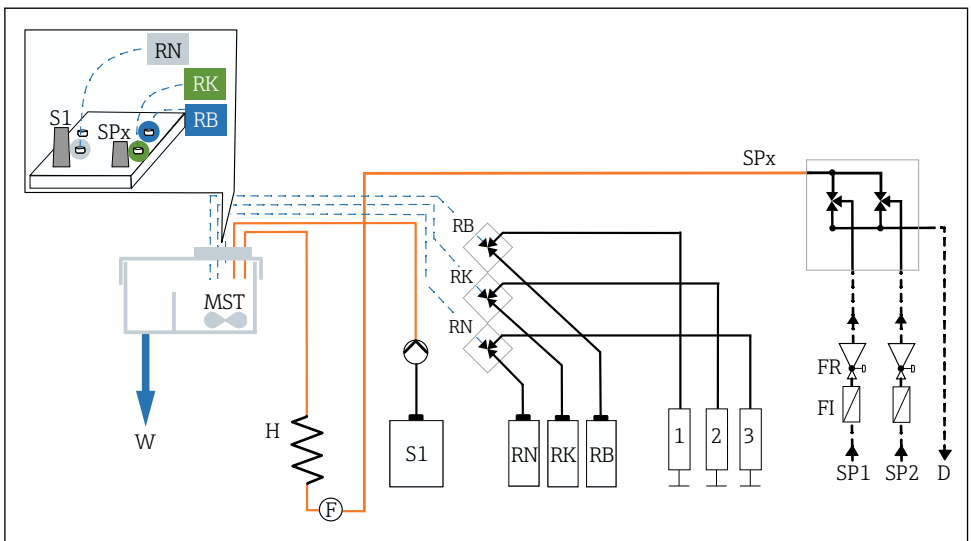 RN
RK
RB
S1
SPx
SPx
RB
RK
RN
MST
W
H
F
S1
RN RK RB
1 2 3
FR
FI
SP1 SP2 D